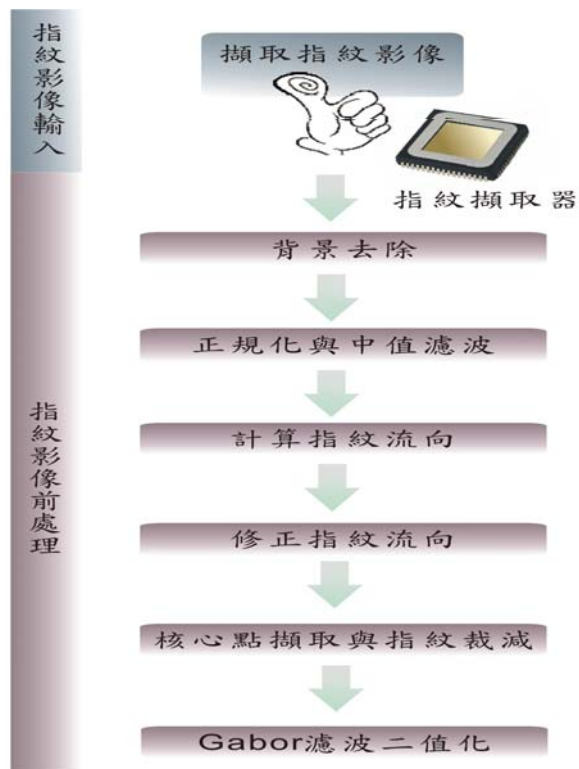 指紋影像輸入
擷取指紋影像
指紋擷取器
指紋影像前處理
背景去除
正規化與中值濾波
計算指紋流向
修正指紋流向
核心點擷取與指紋裁減
Gabor濾波二值化